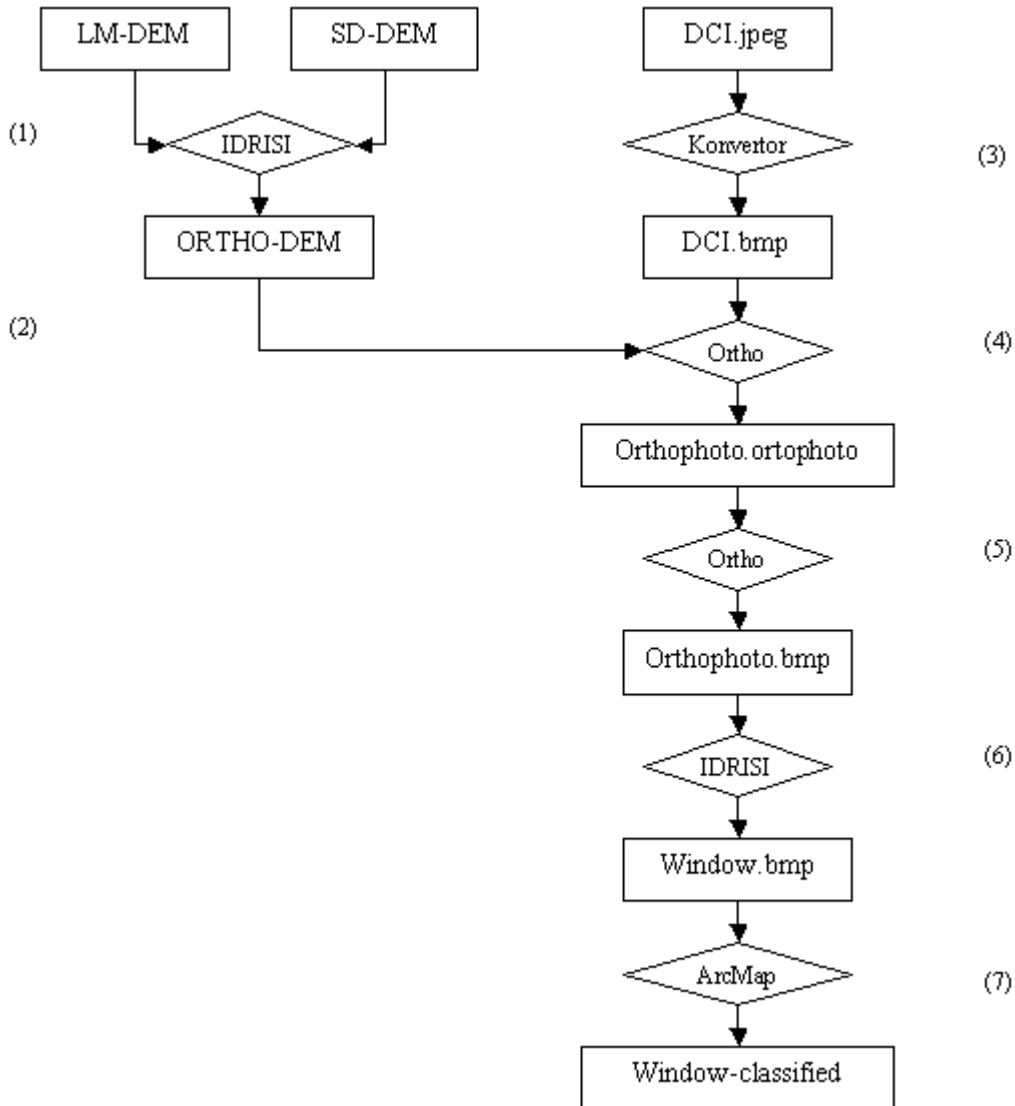 LM-DEM SD-DEM DCI.jpeg
(1) IDRISI Konvertor (3)
ORTHO-DEM DCI.bmp
(2) Ortho (4)
Orthophoto.ortophoto
Ortho (5)
Orthophoto.bmp
IDRISI (6)
Window.bmp
ArcMap (7)
Window-classified